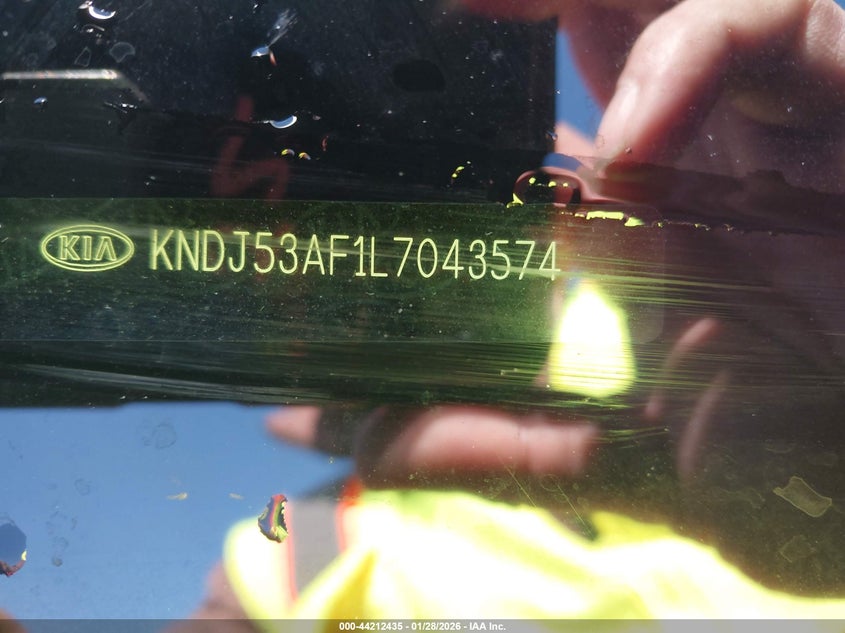 KIA KNDJ53AF1L7043574
000-44212435 - 01/28/2026 - IAA Inc.